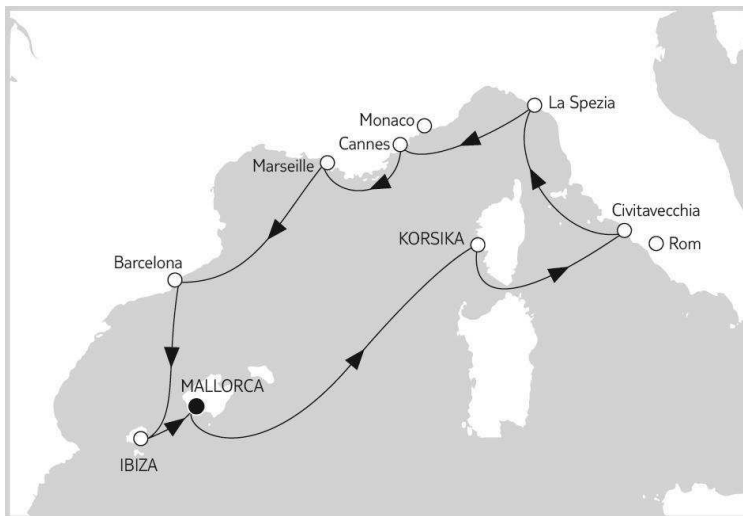 La Spezia
Monaco
Cannes
Marseille
Civitavecchia
KORSIKA
Rom
Barcelona
MALLORCA
IBIZA